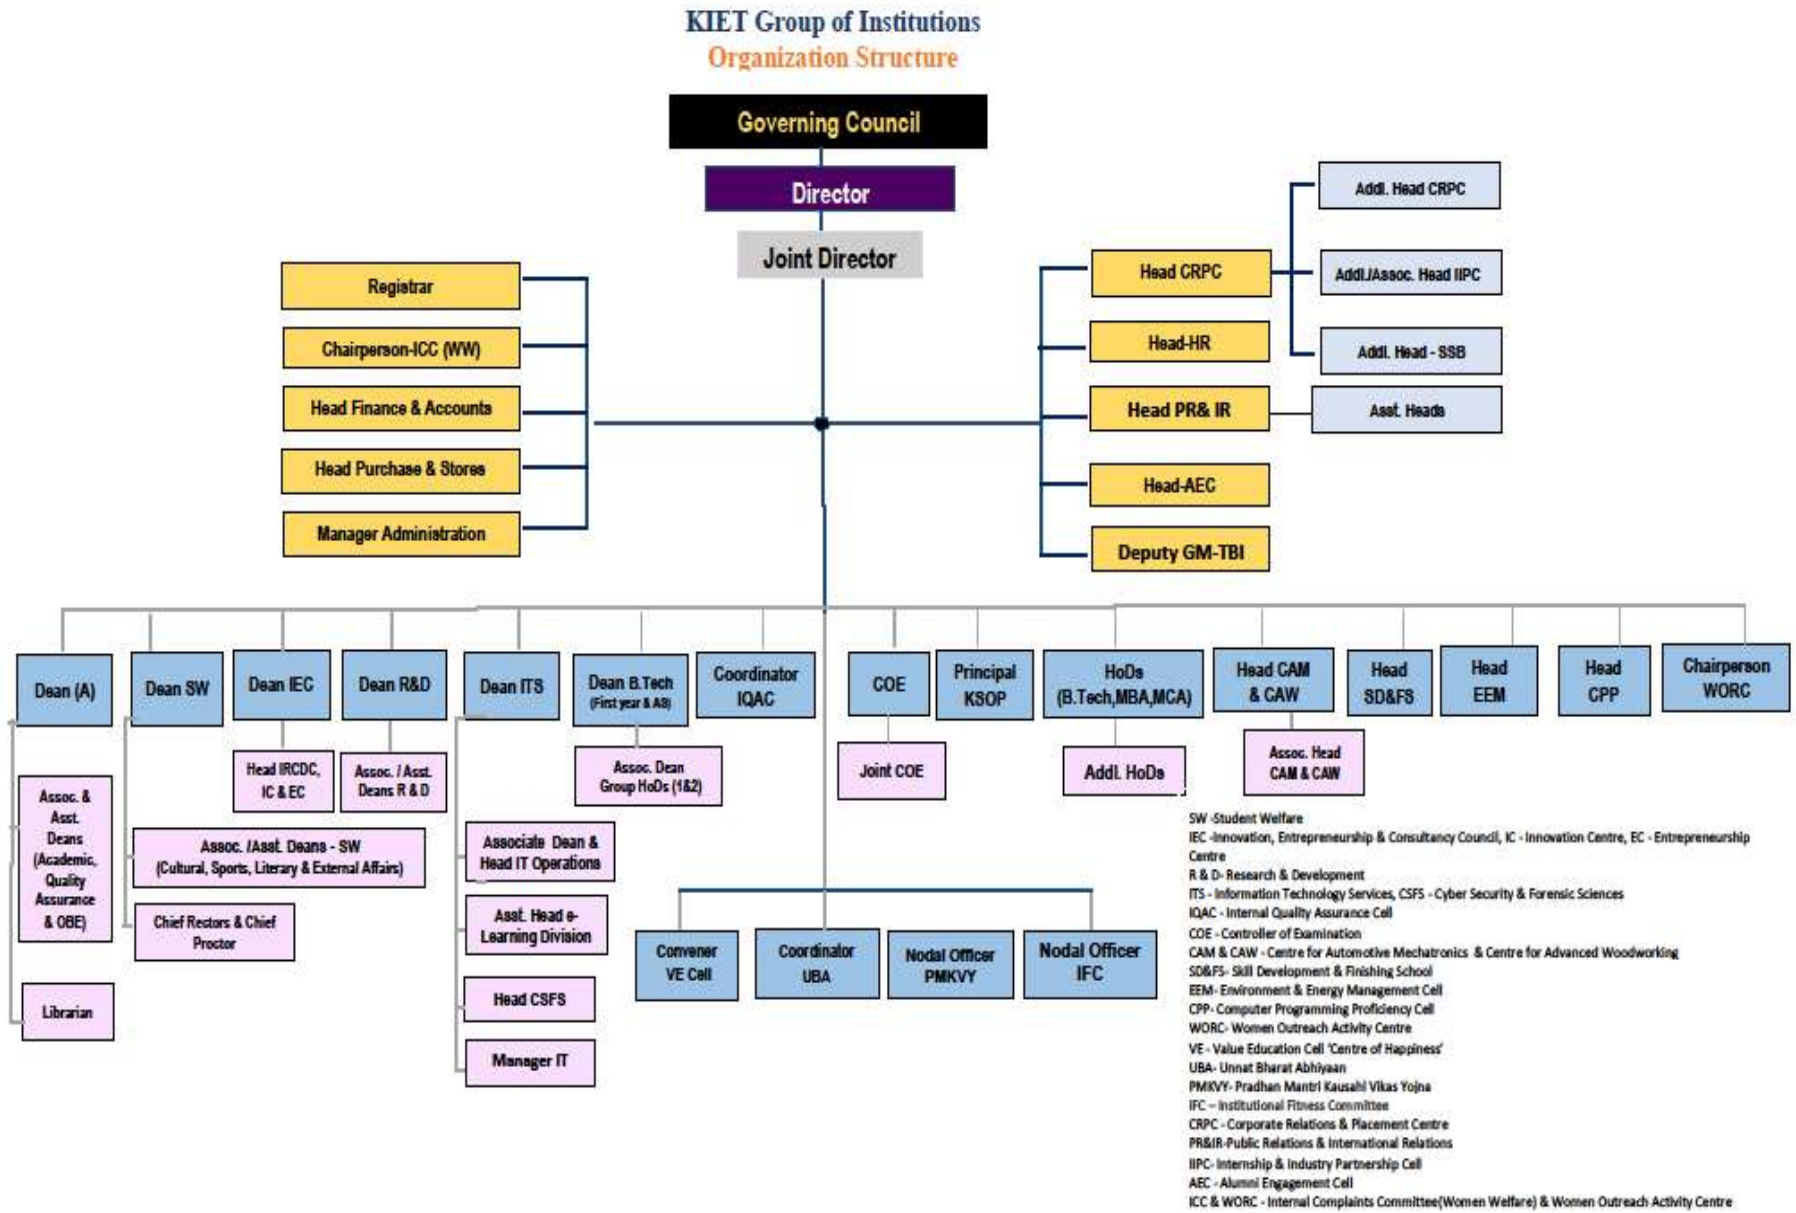 KIET Group of Institutions
Organization Structure
Governing Council
Director
Joint Director
Registrar
Chairperson-ICC (WW)
Head Finance & Accounts
Head Purchase & Stores
Manager Administration
Head CRPC
Head-HR
Head PR& IR
Head-AEC
Deputy GM-TBI
Addl. Head CRPC
Addl./Assoc. Head IIPC
Addl. Head - SSB
Asst. Heads
Dean (A)
Dean SW
Dean IEC
Dean R&D
Dean ITS
Dean B.Tech
(First year & AS)
Coordinator
IQAC
COE
Principal
KSOP
HoDs
(B.Tech,MBA,MCA)
Head CAM
& CAW
Head
SD&FS
Head
EEM
Head
CPP
Chairperson
WORC
Assoc. &
Asst.
Deans
(Academic,
Quality
Assurance
& OBE)
Librarian
Assoc. /Asst. Deans - SW
(Cultural, Sports, Literary & External Affairs)
Chief Rectors & Chief
Proctor
Head IRCDC,
IC & EC
Assoc. / Asst.
Deans R & D
Associate Dean &
Head IT Operations
Asst. Head e-
Learning Division
Head CSFS
Manager IT
Assoc. Dean
Group HoDs (1&2)
Joint COE
Addl. HoDs
Assoc. Head
CAM & CAW
Convener
VE Cell
Coordinator
UBA
Nodal Officer
PMKVY
Nodal Officer
IFC
SW -Student Welfare
IEC -Innovation, Entrepreneurship & Consultancy Council, IC - Innovation Centre, EC - Entrepreneurship
Centre
R & D- Research & Development
ITS - Information Technology Services, CSFS - Cyber Security & Forensic Sciences
IQAC - Internal Quality Assurance Cell
COE - Controller of Examination
CAM & CAW - Centre for Automotive Mechatronics & Centre for Advanced Woodworking
SD&FS- Skill Development & Finishing School
EEM- Environment & Energy Management Cell
CPP- Computer Programming Proficiency Cell
WORC- Women Outreach Activity Centre
VE - Value Education Cell 'Centre of Happiness'
UBA- Unnat Bharat Abhiyaan
PMKVY- Pradhan Mantri Kausahl Vikas Yojna
IFC – Institutional Fitness Committee
CRPC - Corporate Relations & Placement Centre
PR&IR-Public Relations & International Relations
IIPC- Internship & Industry Partnership Cell
AEC - Alumni Engagement Cell
ICC & WORC - Internal Complaints Committee(Women Welfare) & Women Outreach Activity Centre